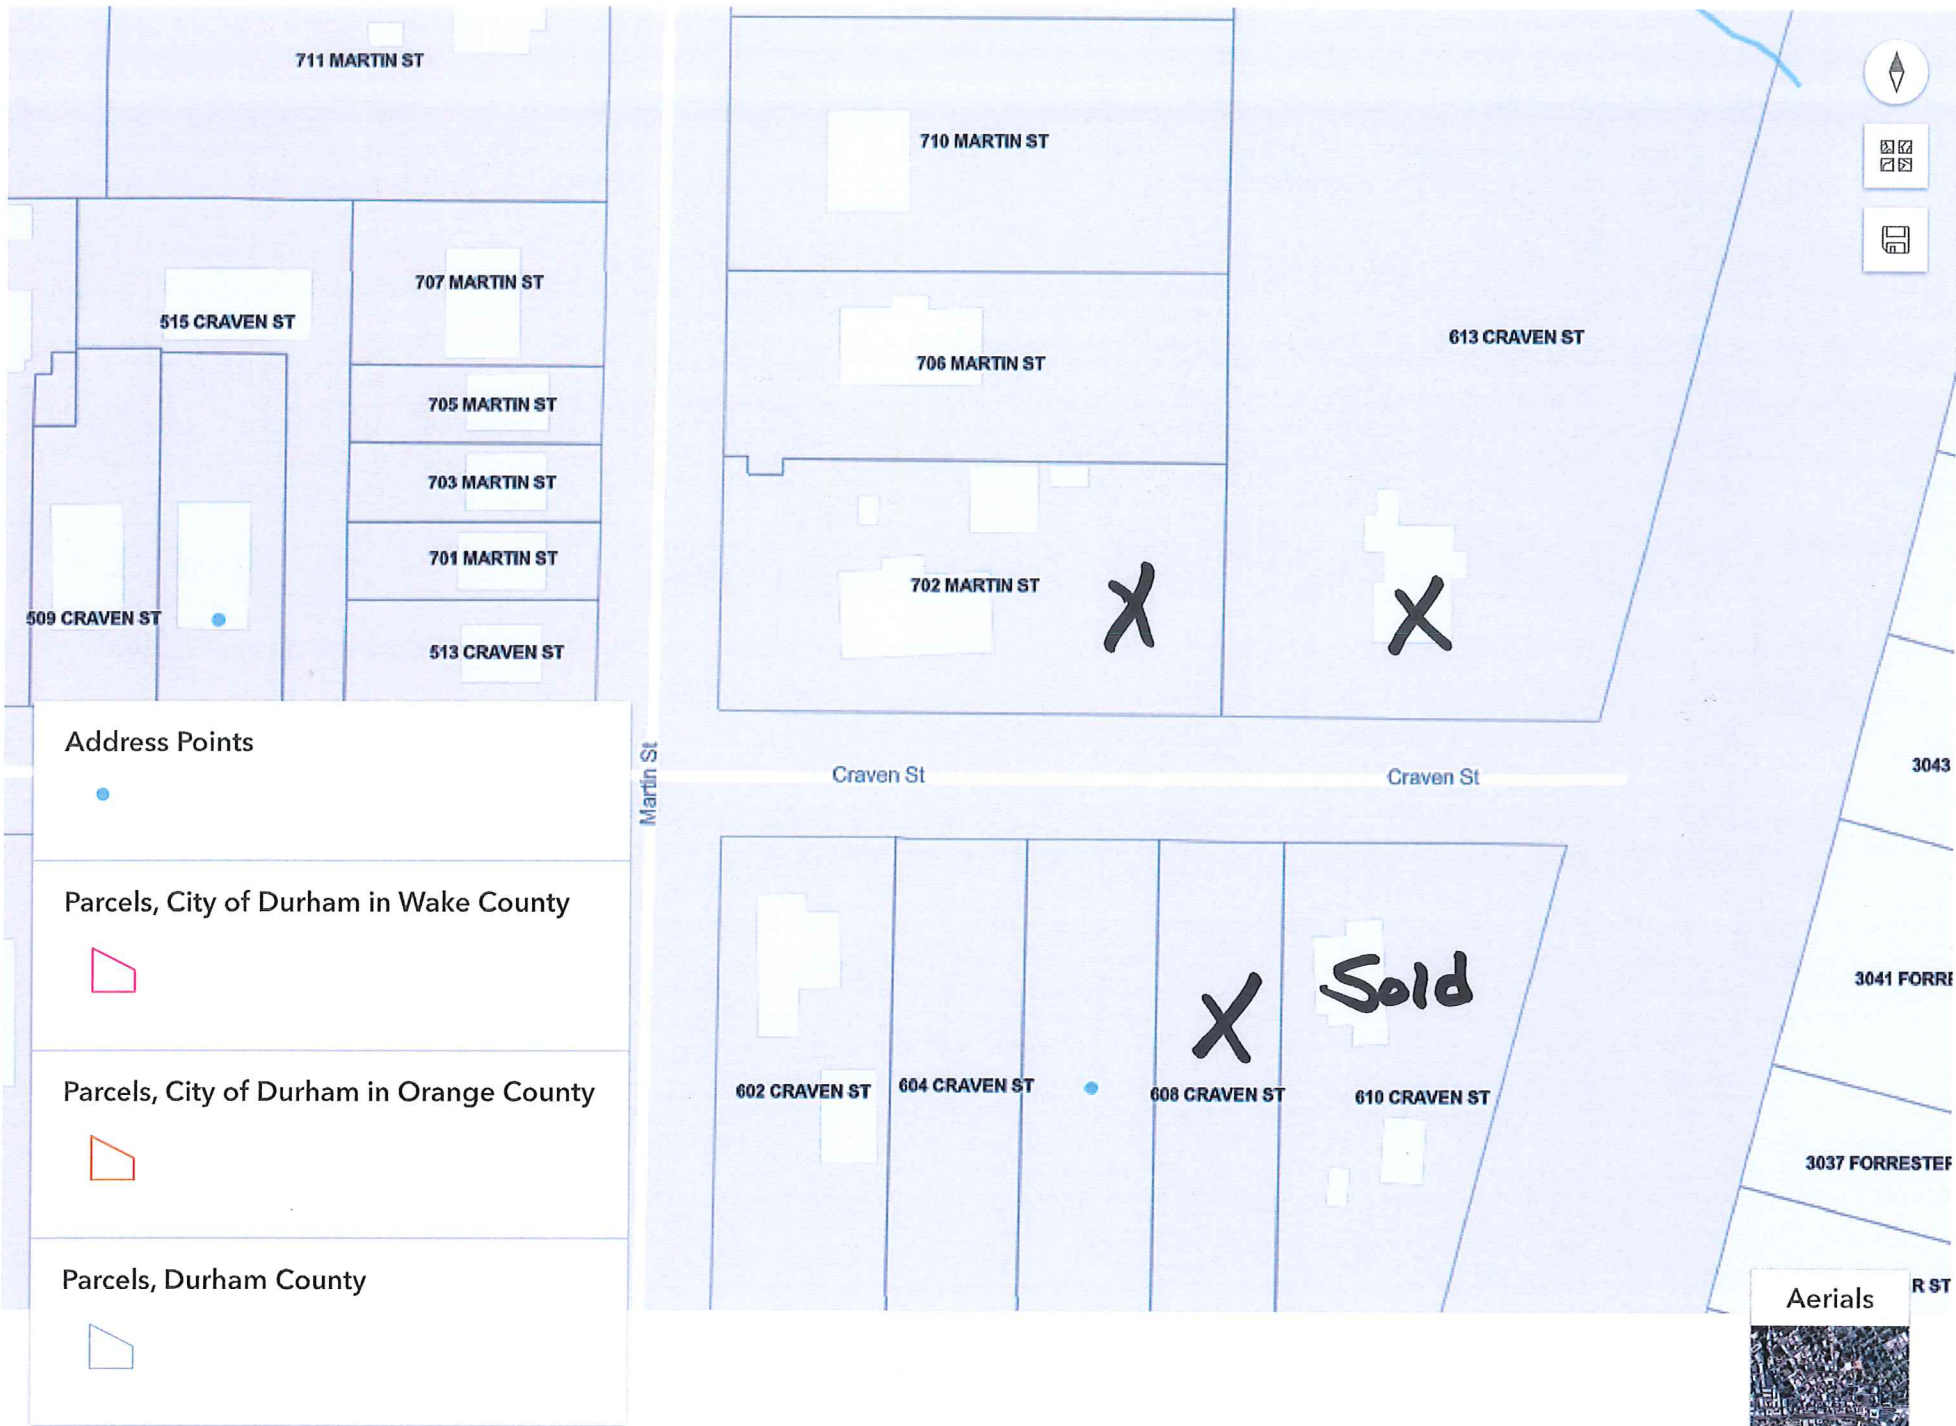 711 MARTIN ST
710 MARTIN ST
707 MARTIN ST
515 CRAVEN ST
613 CRAVEN ST
706 MARTIN ST
705 MARTIN ST
703 MARTIN ST
701 MARTIN ST
702 MARTIN ST
X
X
509 CRAVEN ST
513 CRAVEN ST
Address Points
Martin St
Craven St
Craven St
3043
Parcels, City of Durham in Wake County
Sold
3041 FORRE
X
Parcels, City of Durham in Orange County
602 CRAVEN ST
604 CRAVEN ST
608 CRAVEN ST
610 CRAVEN ST
3037 FORRESTER
Parcels, Durham County
R ST
Aerials